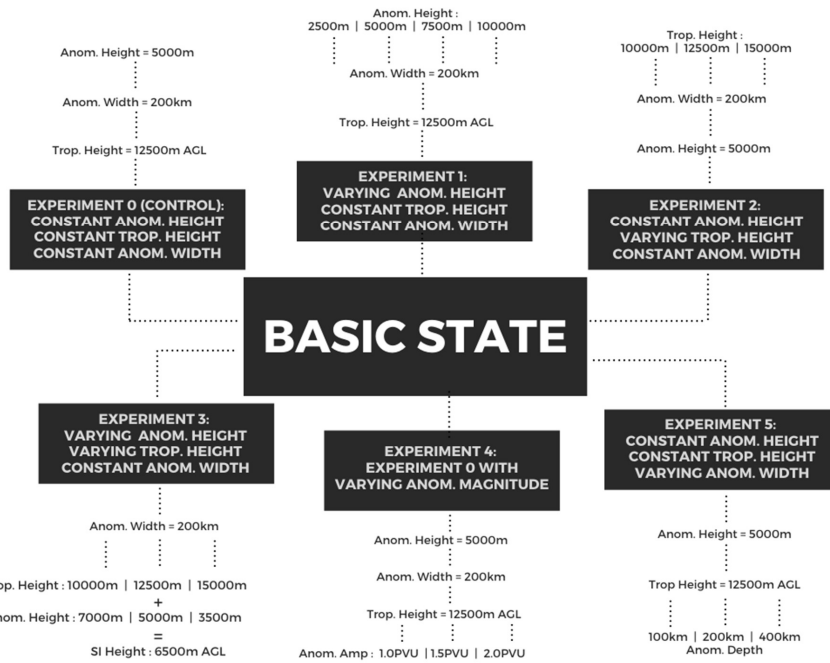 Anom. Height = 5000m
Anom. Width = 200km
Trop. Height = 12500m AGL
EXPERIMENT 0 (CONTROL):
CONSTANT ANOM. HEIGHT
CONSTANT TROP. HEIGHT
CONSTANT ANOM. WIDTH
Anom. Height :
2500m | 5000m | 7500m | 10000m
Anom. Width = 200km
Trop. Height = 12500m AGL
EXPERIMENT 1:
VARYING ANOM. HEIGHT
CONSTANT TROP. HEIGHT
CONSTANT ANOM. WIDTH
Trop. Height :
10000m | 12500m | 15000m
Anom. Width = 200km
Anom. Height = 5000m
EXPERIMENT 2:
CONSTANT ANOM. HEIGHT
VARYING TROP. HEIGHT
CONSTANT ANOM. WIDTH
BASIC STATE
EXPERIMENT 3:
VARYING ANOM. HEIGHT
VARYING TROP. HEIGHT
CONSTANT ANOM. WIDTH
Anom. Width = 200km
op. Height : 10000m | 12500m | 15000m
+
nom. Height : 7000m | 5000m | 3500m
=
SI Height : 6500m AGL
EXPERIMENT 4:
EXPERIMENT 0 WITH
VARYING ANOM. MAGNITUDE
Anom. Height = 5000m
Anom. Width = 200km
Trop. Height = 12500m AGL
Anom. Amp : 1.0PVU | 1.5PVU | 2.0PVU
EXPERIMENT 5:
CONSTANT ANOM. HEIGHT
CONSTANT TROP. HEIGHT
VARYING ANOM. WIDTH
Anom. Height = 5000m
Trop Height = 12500m AGL
100km | 200km | 400km
Anom. Depth